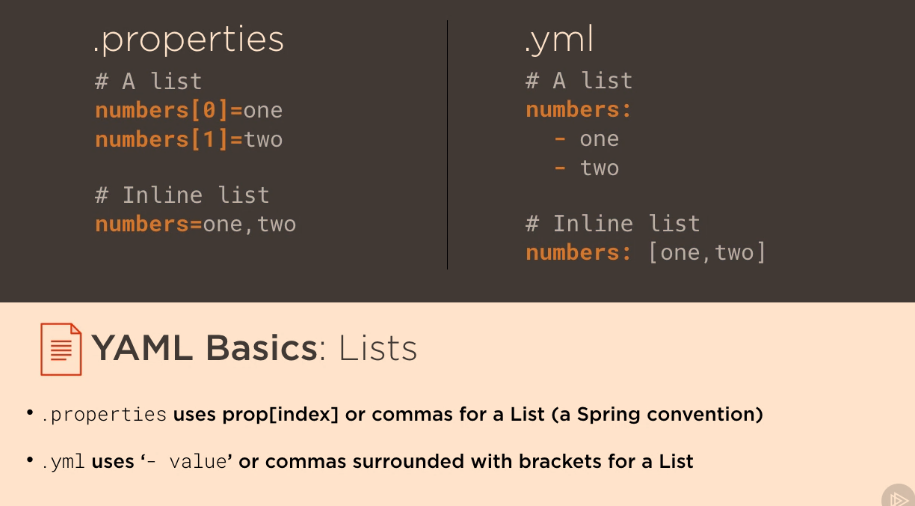 .properties
# A list
numbers[0]=one
numbers[1]=two
# Inline list
numbers=one,two
.yml
# A list
numbers:
- one
- two
# Inline list
numbers: [one,two]
YAML Basics: Lists
• .properties uses prop[index] or commas for a List (a Spring convention)
• .yml uses ‘- value’ or commas surrounded with brackets for a List